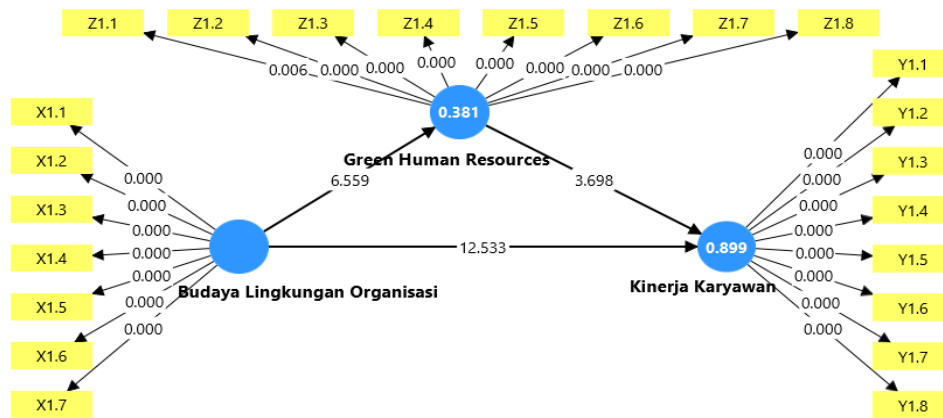 Z1.1 Z1.2 Z1.3 Z1.4 Z1.5 Z1.6 Z1.7 Z1.8
0.006 0.000 0.000 0.000 0.000 0.000 0.000 0.000
0.381
Green Human Resources
6.559
3.698
X1.1
X1.2
X1.3
X1.4
X1.5
X1.6
X1.7
0.000
0.000
0.000
0.000
0.000
0.000
0.000
Budaya Lingkungan Organisasi
12.533
0.899
Kinerja Karyawan
0.000
0.000
0.000
0.000
0.000
0.000
0.000
0.000
Y1.1
Y1.2
Y1.3
Y1.4
Y1.5
Y1.6
Y1.7
Y1.8